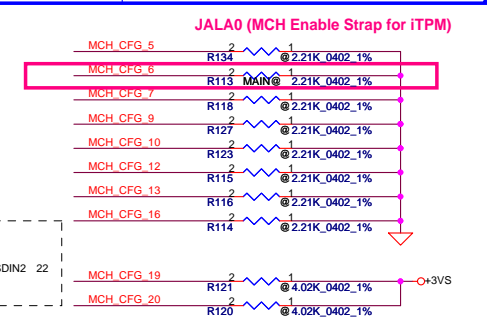 JALA0 (MCH Enable Strap for iTPM)
MCH_CFG_5 2 1
R134 @ 2.21K_0402_1%
MCH_CFG_6 2 1
R113 MAIN@ @ 2.21K_0402_1%
MCH_CFG_7 2 1
R118 @ 2.21K_0402_1%
MCH_CFG_9 2 1
R127 @ 2.21K_0402_1%
MCH_CFG_10 2 1
R123 @ 2.21K_0402_1%
MCH_CFG_12 2 1
R115 @ 2.21K_0402_1%
MCH_CFG_13 2 1
R116 @ 2.21K_0402_1%
MCH_CFG_16 2 1
R114 @ 2.21K_0402_1%
SDIN2 22
MCH_CFG_19 2 1 +3VS
R121 @ 4.02K_0402_1%
MCH_CFG_20 2 1
R120 @ 4.02K_0402_1%